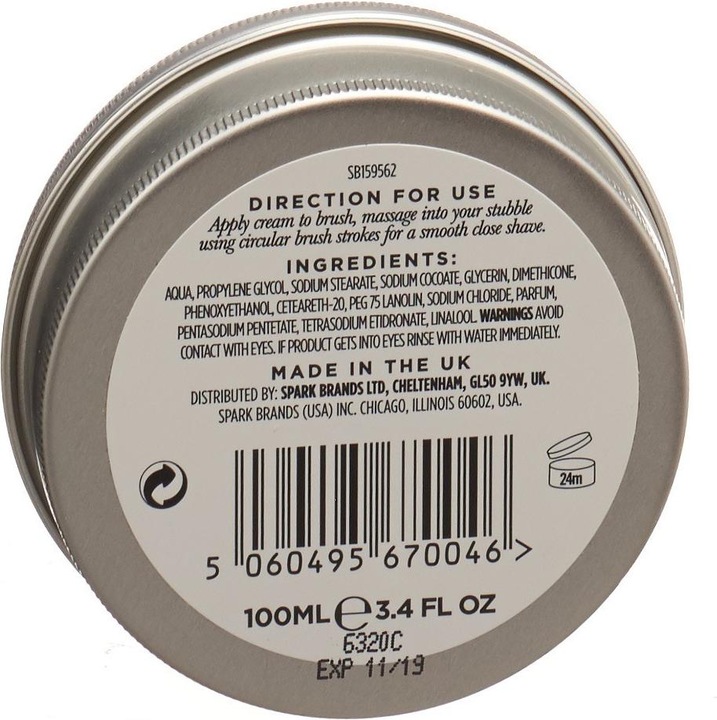 SB159562
DIRECTION FOR USE
Apply cream to brush, massage into your stubble
using circular brush strokes for a smooth close shave.
INGREDIENTS:
AQUA, PROPYLENE GLYCOL, SODIUM STEARATE, SODIUM COCOATE, GLYCERIN, DIMETHICONE,
PHENOXYETHANOL, CETEARETH-20, PEG 75 LANOLIN, SODIUM CHLORIDE, PARFUM,
PENTASODIUM PENTETATE, TETRASODIUM ETIDRONATE, LINALOOL. WARNINGS AVOID
CONTACT WITH EYES. IF PRODUCT GETS INTO EYES RINSE WITH WATER IMMEDIATELY.
MADE IN THE UK
DISTRIBUTED BY: SPARK BRANDS LTD, CHELTENHAM, GL50 9YW, UK.
SPARK BRANDS (USA) INC. CHICAGO, ILLINOIS 60602, USA.
24m
5 060495 670046 >
100ML ℮ 3.4 FL OZ
6320C
EXP 11/19